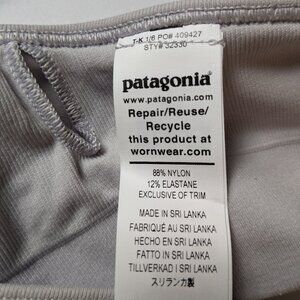 T-K 1/6 PO# 409427
STY# 32330
patagonia®
www.patagonia.com
Repair/Reuse/
Recycle
this product at
wornwear.com
88% NYLON
12% ELASTANE
EXCLUSIVE OF TRIM
MADE IN SRI LANKA
FABRIQUÉ AU SRI LANKA
HECHO EN SRI LANKA
FATTO IN SRI LANKA
TILLVERKAD I SRI LANKA
スリランカ製